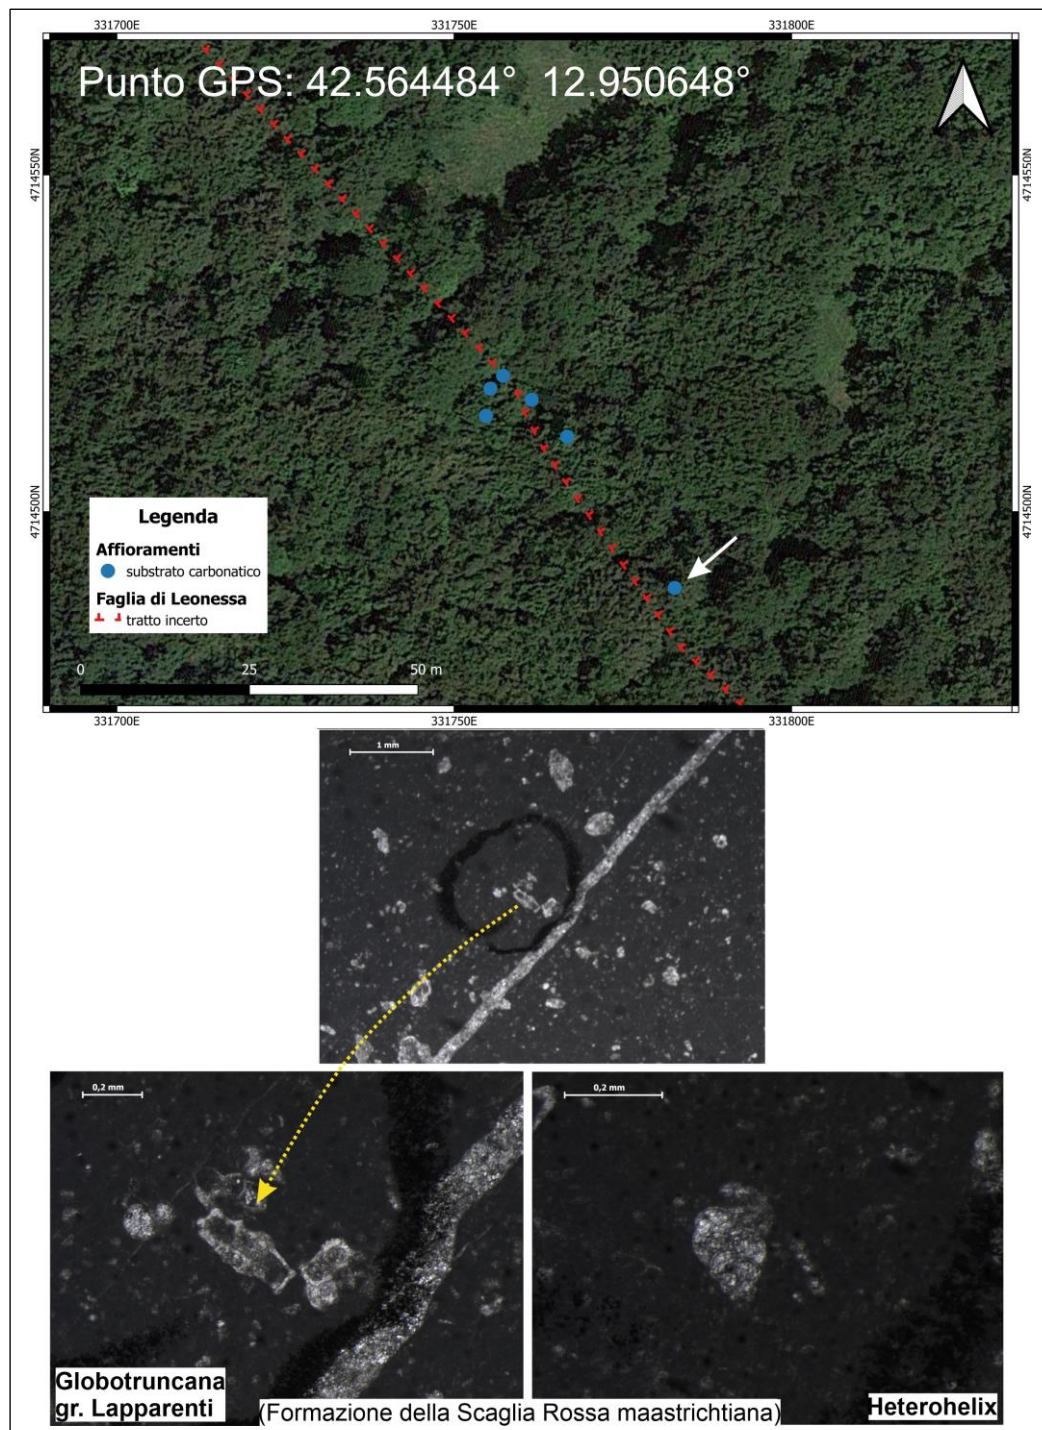 331700E 331750E 331800E
Punto GPS: 42.564484° 12.950648°
4714550N 4714550N
4714500N 4714500N
Legenda
Affioramenti
substrato carbonatico
Faglia di Leonessa
tratto incerto
0 25 50 m
331700E 331750E 331800E
1 mm
0,2 mm 0,2 mm
Globotruncana
gr. Lapparenti
(Formazione della Scaglia Rossa maastrichtiana)
Heterohelix